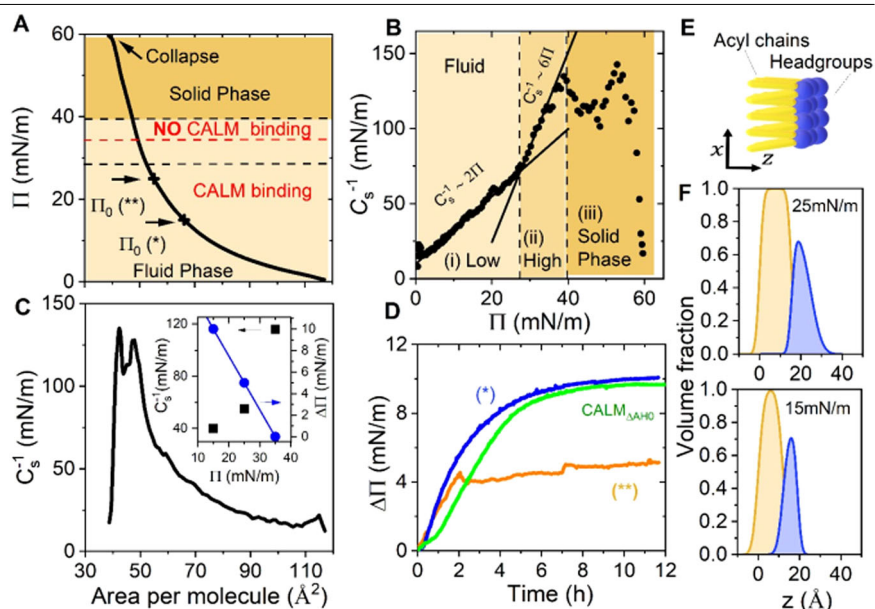 A
60
Collapse
Solid Phase
40
NO CALM binding
CALM binding
20
Π₀ (**)
Π₀ (*)
Fluid Phase
0
Π (mN/m)
B
150
100
50
0
Cₛ⁻¹ (mN/m)
Fluid
Cₛ⁻¹ ~ 6Π
Cₛ⁻¹ ~ 2Π
(i) Low
(ii) High
(iii) Solid Phase
0 10 20 30 40 50 60
Π (mN/m)
E
Acyl chains
Headgroups
x
z
C
150
100
50
0
Cₛ⁻¹ (mN/m)
30 50 70 90 110 130
Area per molecule (Å²)
120
80
40
Cₛ⁻¹ (mN/m)
10
8
6
4
2
0
ΔΠ (mN/m)
10 20 30 40
Π (mN/m)
D
12
8
4
0
ΔΠ (mN/m)
(*)
CALM_ΔAH0
(**)
0 2 4 6 8 10 12
Time (h)
F
1.0
0.8
0.6
0.4
0.2
0.0
25mN/m
0 20 40
Volume fraction
1.0
0.8
0.6
0.4
0.2
0.0
15mN/m
0 20 40
z (Å)